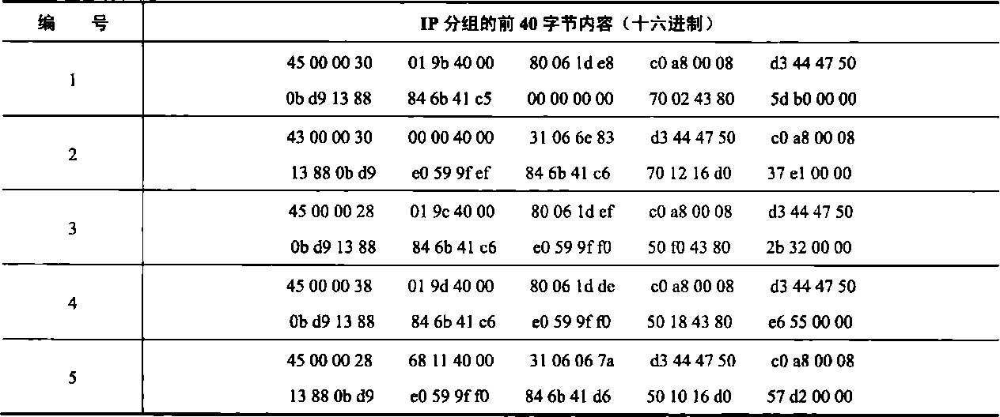 编 号 IP 分组的前 40 字节内容（十六进制）
1
45 00 00 30 01 9b 40 00 80 06 1d e8 c0 a8 00 08 d3 44 47 50
0b d9 13 88 84 6b 41 c5 00 00 00 00 70 02 43 80 5d b0 00 00
2
43 00 00 30 00 00 40 00 31 06 6e 83 d3 44 47 50 c0 a8 00 08
13 88 0b d9 e0 59 9f ef 84 6b 41 c6 70 12 16 d0 37 e1 00 00
3
45 00 00 28 01 9c 40 00 80 06 1d ef c0 a8 00 08 d3 44 47 50
0b d9 13 88 84 6b 41 c6 e0 59 9f f0 50 f0 43 80 2b 32 00 00
4
45 00 00 38 01 9d 40 00 80 06 1d de c0 a8 00 08 d3 44 47 50
0b d9 13 88 84 6b 41 c6 e0 59 9f f0 50 18 43 80 e6 55 00 00
5
45 00 00 28 68 11 40 00 31 06 06 7a d3 44 47 50 c0 a8 00 08
13 88 0b d9 e0 59 9f f0 84 6b 41 d6 50 10 16 d0 57 d2 00 00